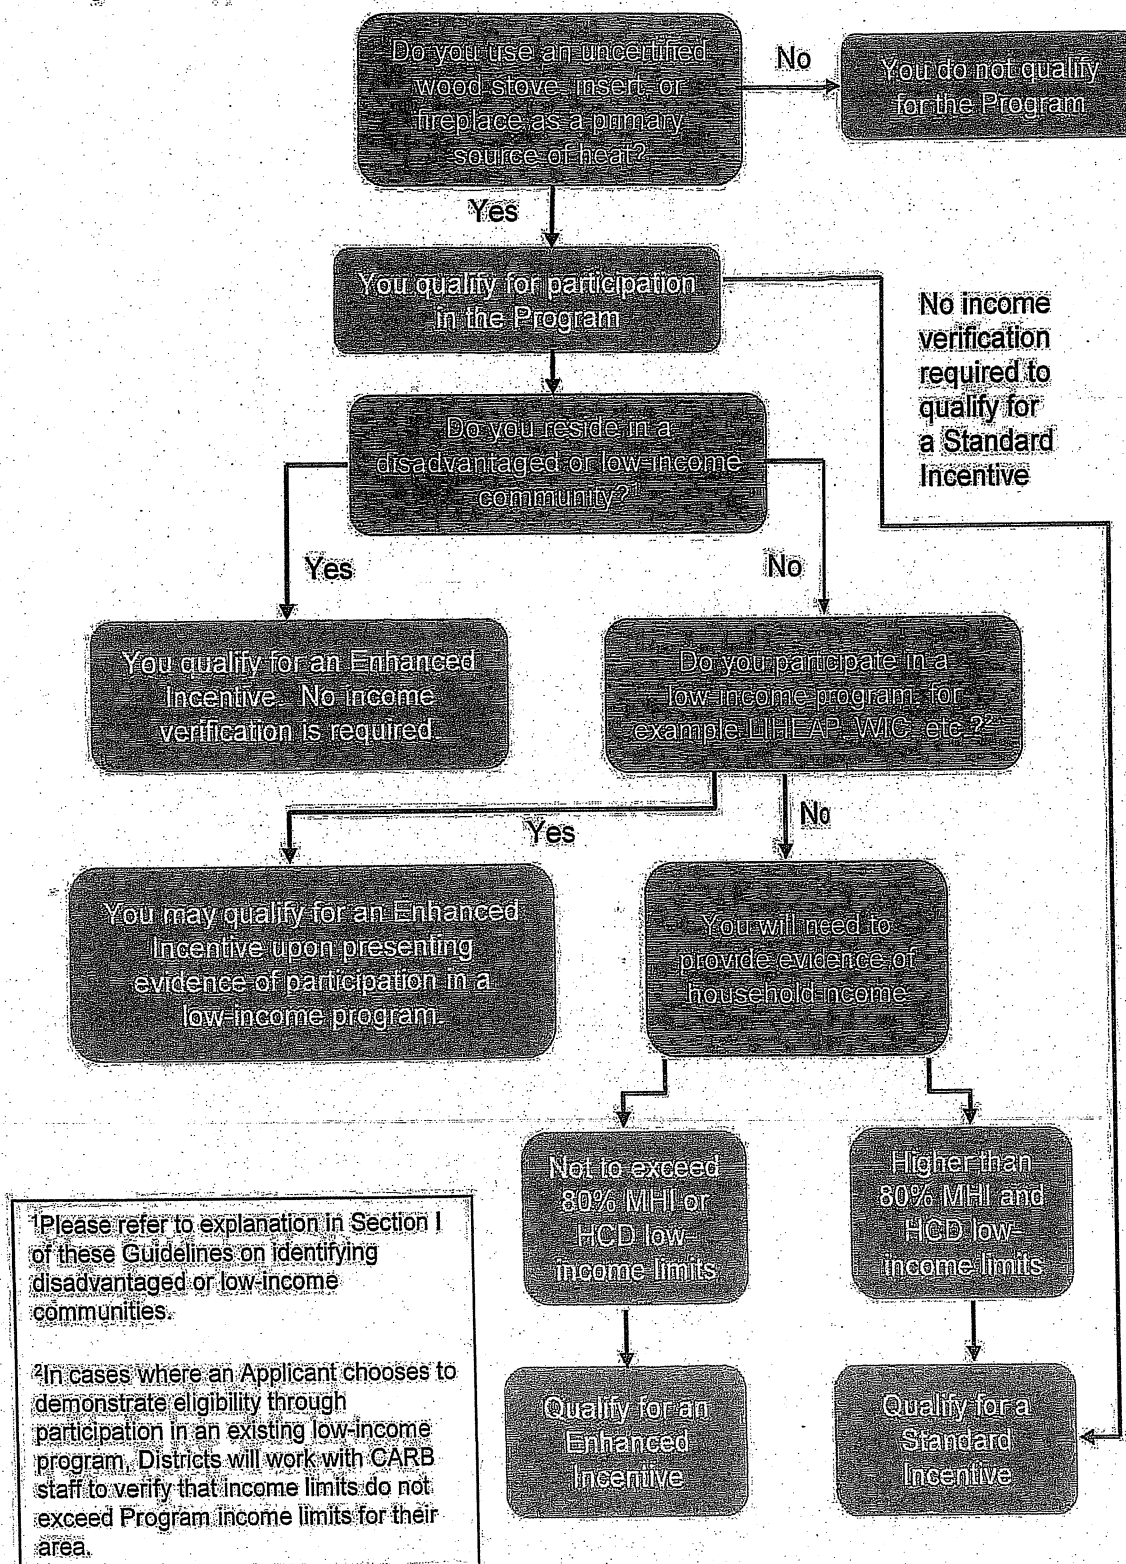 Do you use an uncertified
wood stove, insert, or
fireplace as a primary
source of heat?
No
You do not qualify
for the Program
Yes
You qualify for participation
in the Program
No income
verification
required to
qualify for
a Standard
Incentive
Do you reside in a
disadvantaged or low-income
community?¹
Yes
No
You qualify for an Enhanced
Incentive. No income
verification is required.
Do you participate in a
low-income program, for
example LIHEAP, WIC, etc.?²
Yes
No
You may qualify for an Enhanced
Incentive upon presenting
evidence of participation in a
low-income program.
You will need to
provide evidence of
household income
Not to exceed
80% MHI or
HCD low-
income limits
Higher than
80% MHI and
HCD low-
income limits
¹Please refer to explanation in Section I
of these Guidelines on identifying
disadvantaged or low-income
communities.
²In cases where an Applicant chooses to
demonstrate eligibility through
participation in an existing low-income
program, Districts will work with CARB
staff to verify that income limits do not
exceed Program income limits for their
area.
Qualify for an
Enhanced
Incentive
Qualify for a
Standard
Incentive